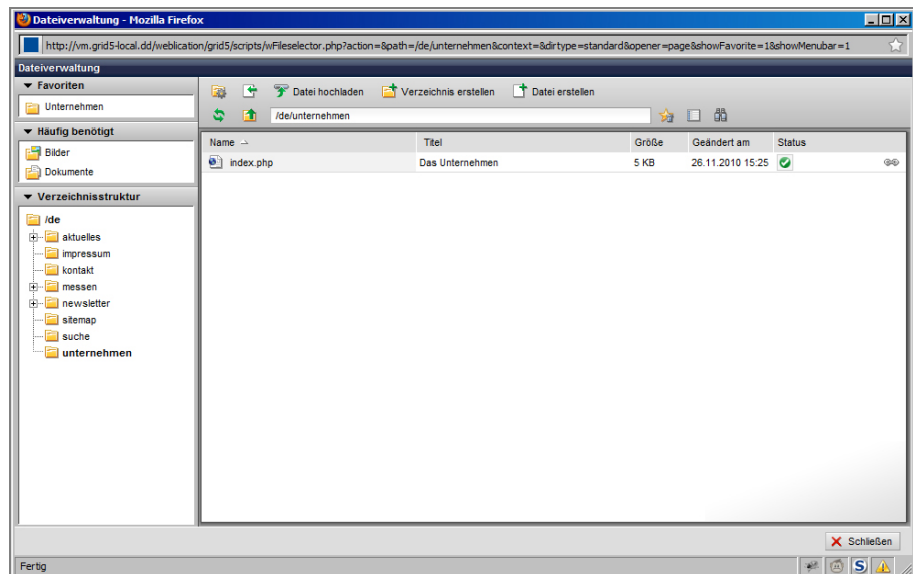 Dateiverwaltung - Mozilla Firefox
http://vm.grid5-local.dd/weblication/grid5/scripts/wFileselector.php?action=&path=/de/unternehmen&context=&dirtype=standard&opener=page&showFavorite=1&showMenubar=1
Dateiverwaltung
Favoriten
Unternehmen
Häufig benötigt
Bilder
Dokumente
Verzeichnisstruktur
/de
aktuelles
impressum
kontakt
messen
newsletter
sitemap
suche
unternehmen
Datei hochladen Verzeichnis erstellen Datei erstellen
/de/unternehmen
Name Titel Größe Geändert am Status
index.php Das Unternehmen 5 KB 26.11.2010 15:25
Schließen
Fertig S